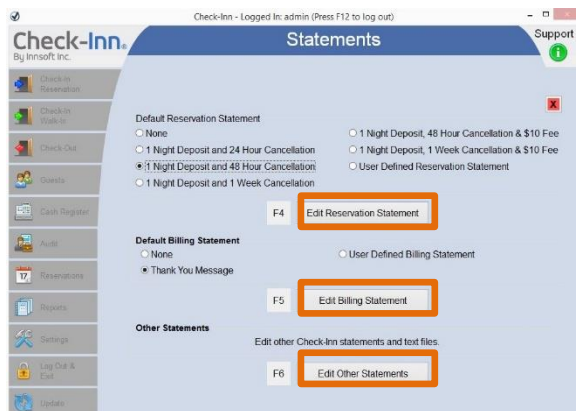 Check-Inn - Logged In: admin (Press F12 to log out)
Check-Inn®
By Innsoft Inc.
Statements
Support
Check-In
Reservation
Check-In
Walk-In
Check Out
Guests
Cash Register
Audit
17
Reservations
Reports
Settings
Log Out &
Exit
Update
X
Default Reservation Statement
None
1 Night Deposit, 48 Hour Cancellation & $10 Fee
1 Night Deposit and 24 Hour Cancellation
1 Night Deposit, 1 Week Cancellation & $10 Fee
1 Night Deposit and 48 Hour Cancellation
User Defined Reservation Statement
1 Night Deposit and 1 Week Cancellation
F4 Edit Reservation Statement
Default Billing Statement
None
User Defined Billing Statement
Thank You Message
F5 Edit Billing Statement
Other Statements
Edit other Check-Inn statements and text files.
F6 Edit Other Statements